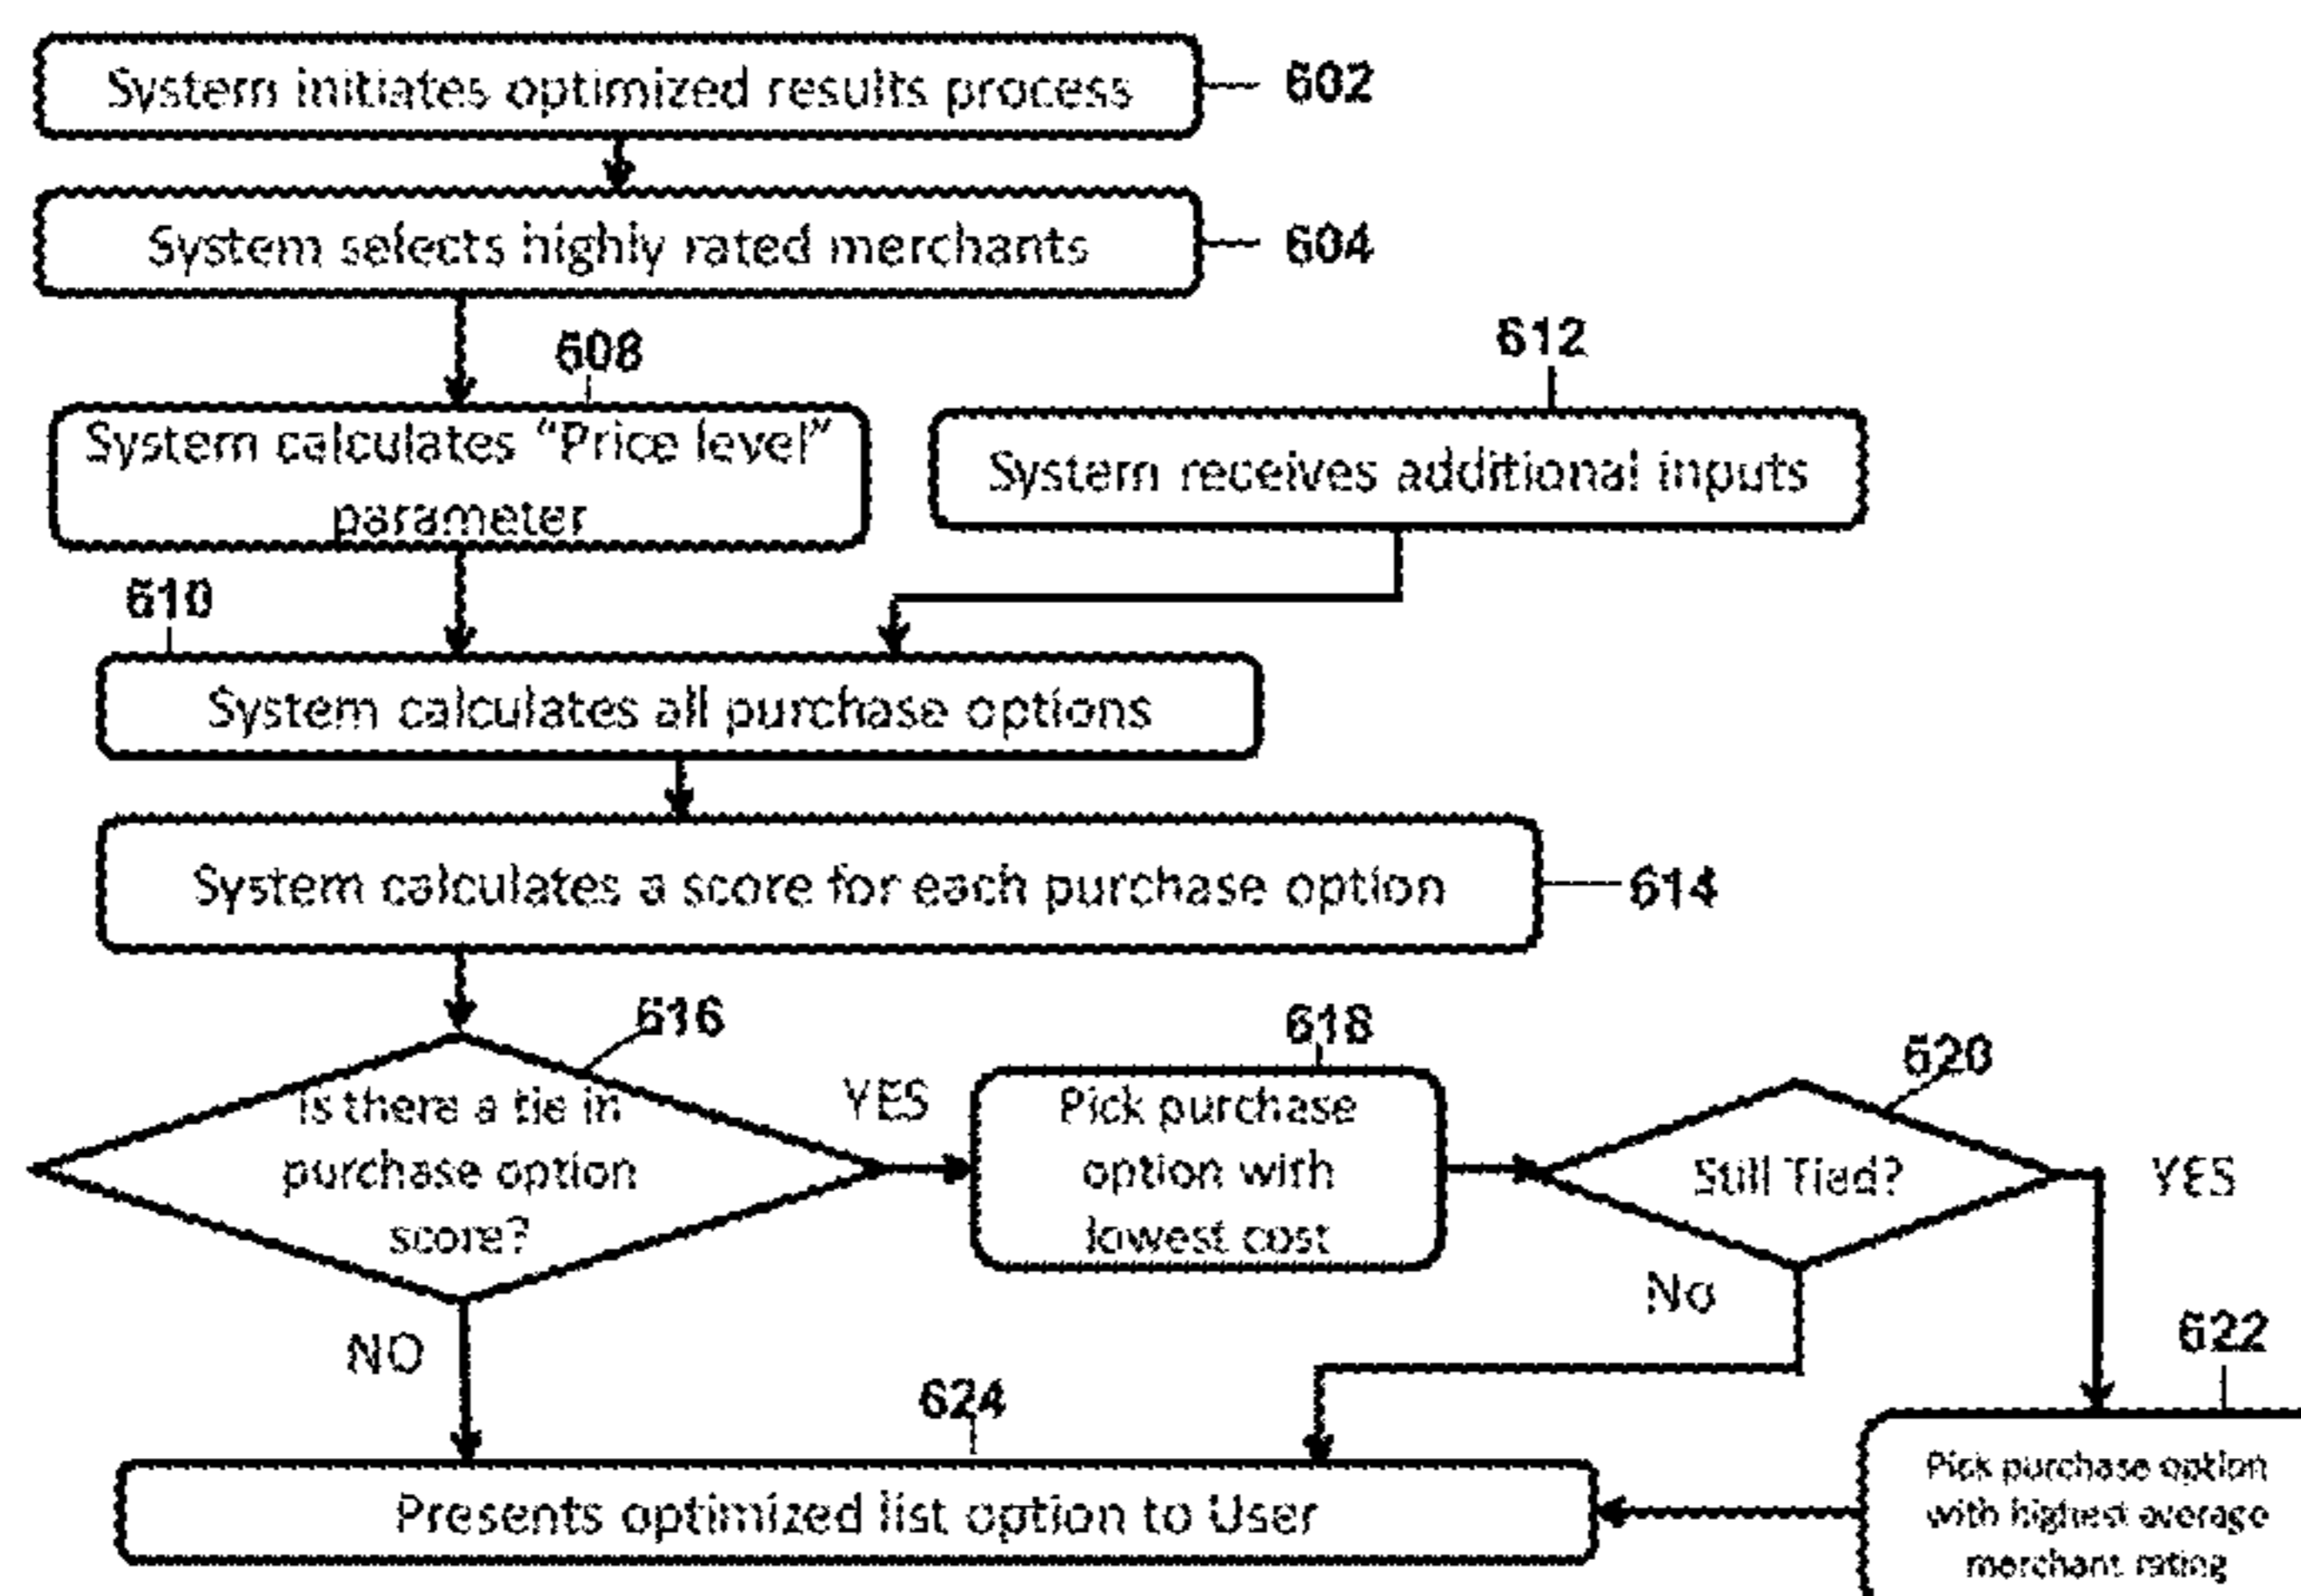 System initiates optimized results process
602
System selects highly rated merchants
604
608
612
System calculates "Price level"
parameter
System receives additional inputs
610
System calculates all purchase options
System calculates a score for each purchase option
614
616
618
620
Is there a tie in
purchase option
score?
YES
Pick purchase
option with
lowest cost
Still Tied?
YES
No
NO
622
624
Presents optimized list option to User
Pick purchase option
with highest average
merchant rating